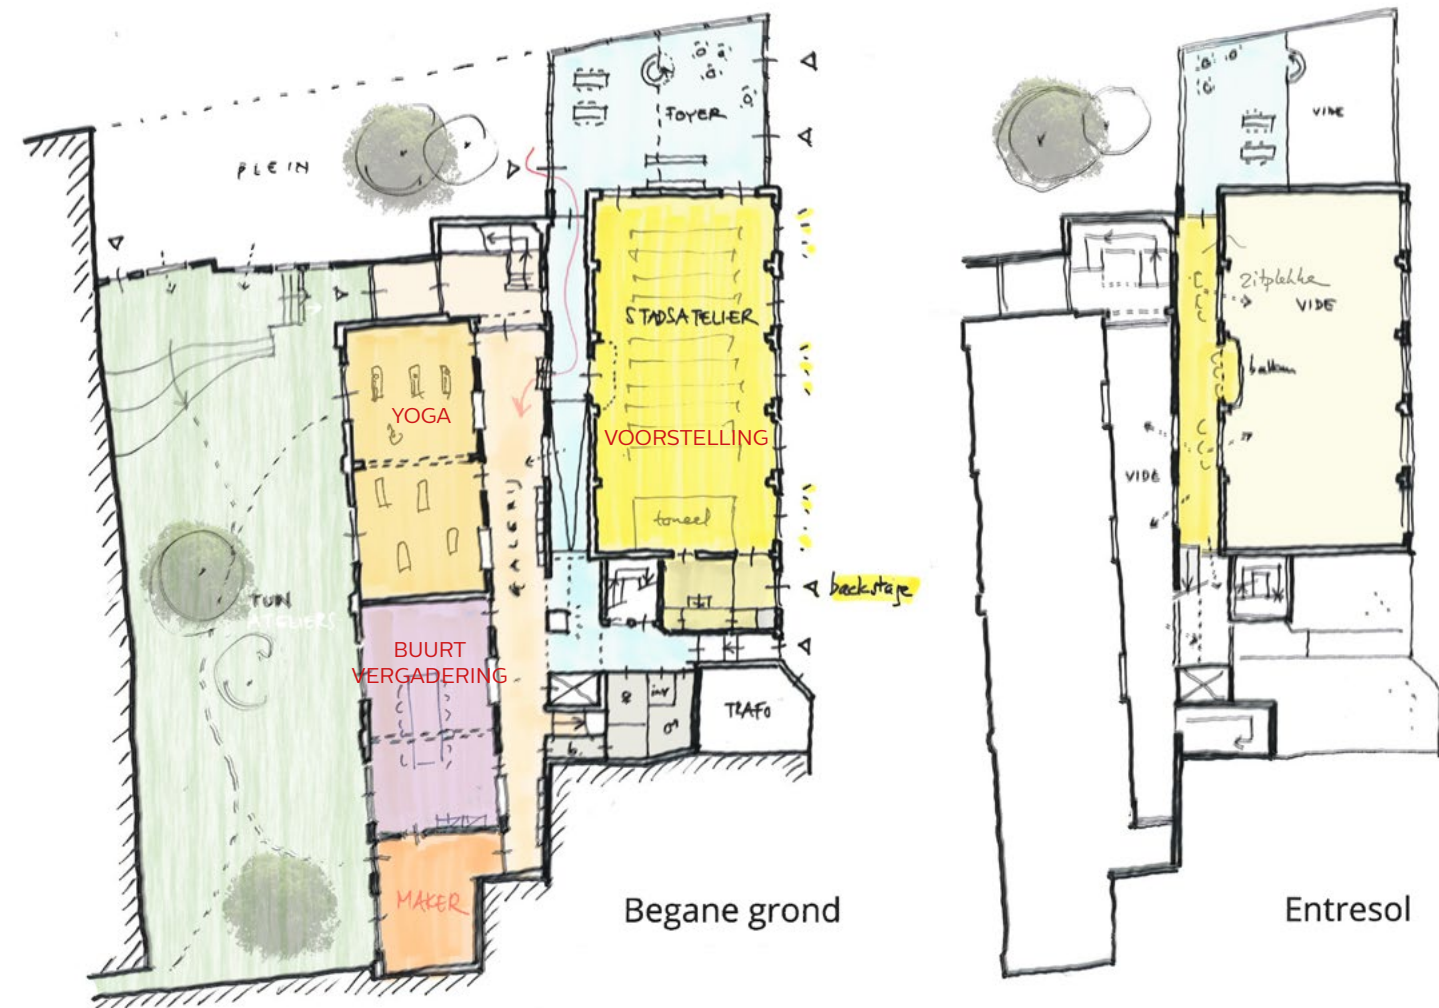 FOYER
PLEIN
STADSATELIER
YOGA
VOORSTELLING
GALERIJ
toneel
backstage
TUIN
ATELIERS
BUURT
VERGADERING
inv
TRAFO
MAKER
Begane grond
VIDE
Zitplekke
VIDE
balkon
VIDE
Entresol